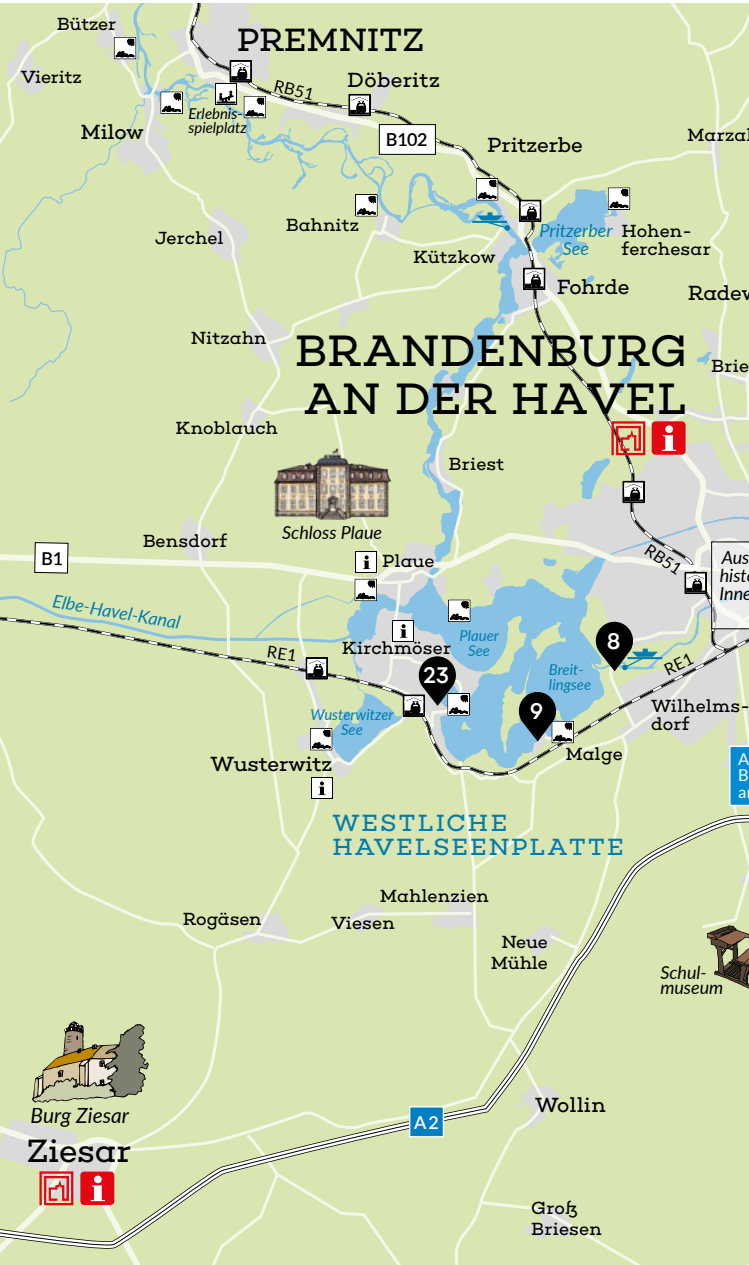 Bützer
PREMNITZ
Vieritz
RB51
Döberitz
Erlebnis-
spielplatz
Milow
B102
Pritzerbe
Bahnitz
Jerchel
Pritzerber
See
Hohen-
ferchesar
Kützkow
Fohrde
Nitzahn
BRANDENBURG
AN DER HAVEL
Knoblauch
Briest
Schloss Plaue
Bensdorf
B1
i Plaue
RB51
Elbe-Havel-Kanal
i
Kirchmöser
Plauer
See
RE1
8
RE1
23
Breit-
lingsee
9
Wusterwitzer
See
Wilhelms-
dorf
Wusterwitz
i
Malge
WESTLICHE
HAVELSEENPLATTE
Mahlenzien
Rogäsen
Viesen
Neue
Mühle
Schul-
museum
Burg Ziesar
Wollin
A2
Ziesar
i
Groß
Briesen